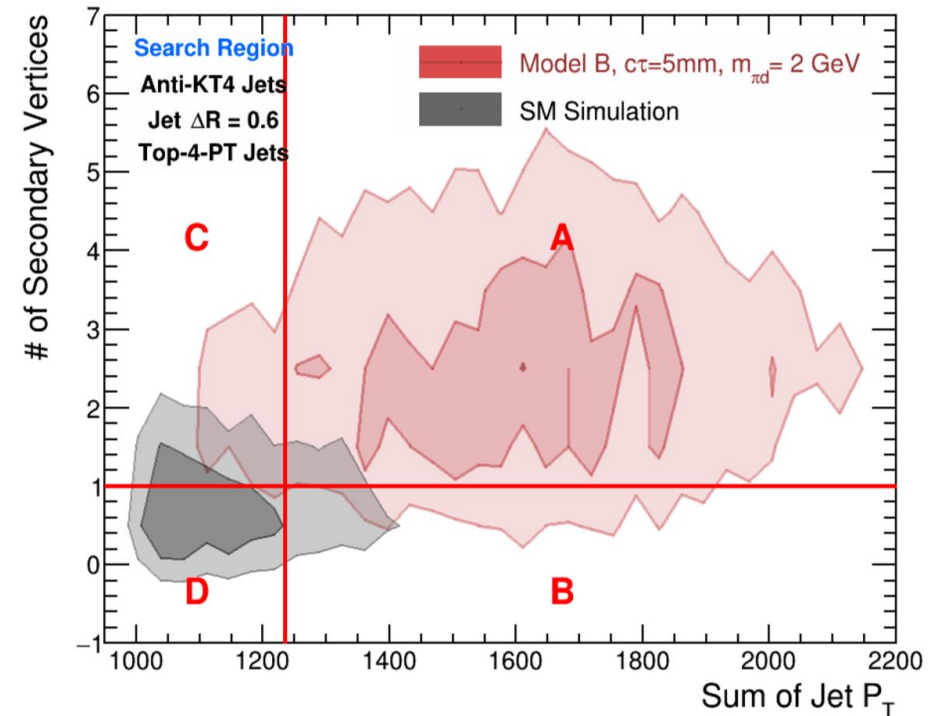 # of Secondary Vertices
7
6
5
4
3
2
1
0
−1
Search Region
Anti-KT4 Jets
Jet ΔR = 0.6
Top-4-PT Jets
Model B, cτ=5mm, m_πd= 2 GeV
SM Simulation
C
A
D
B
1000 1200 1400 1600 1800 2000 2200
Sum of Jet P_T